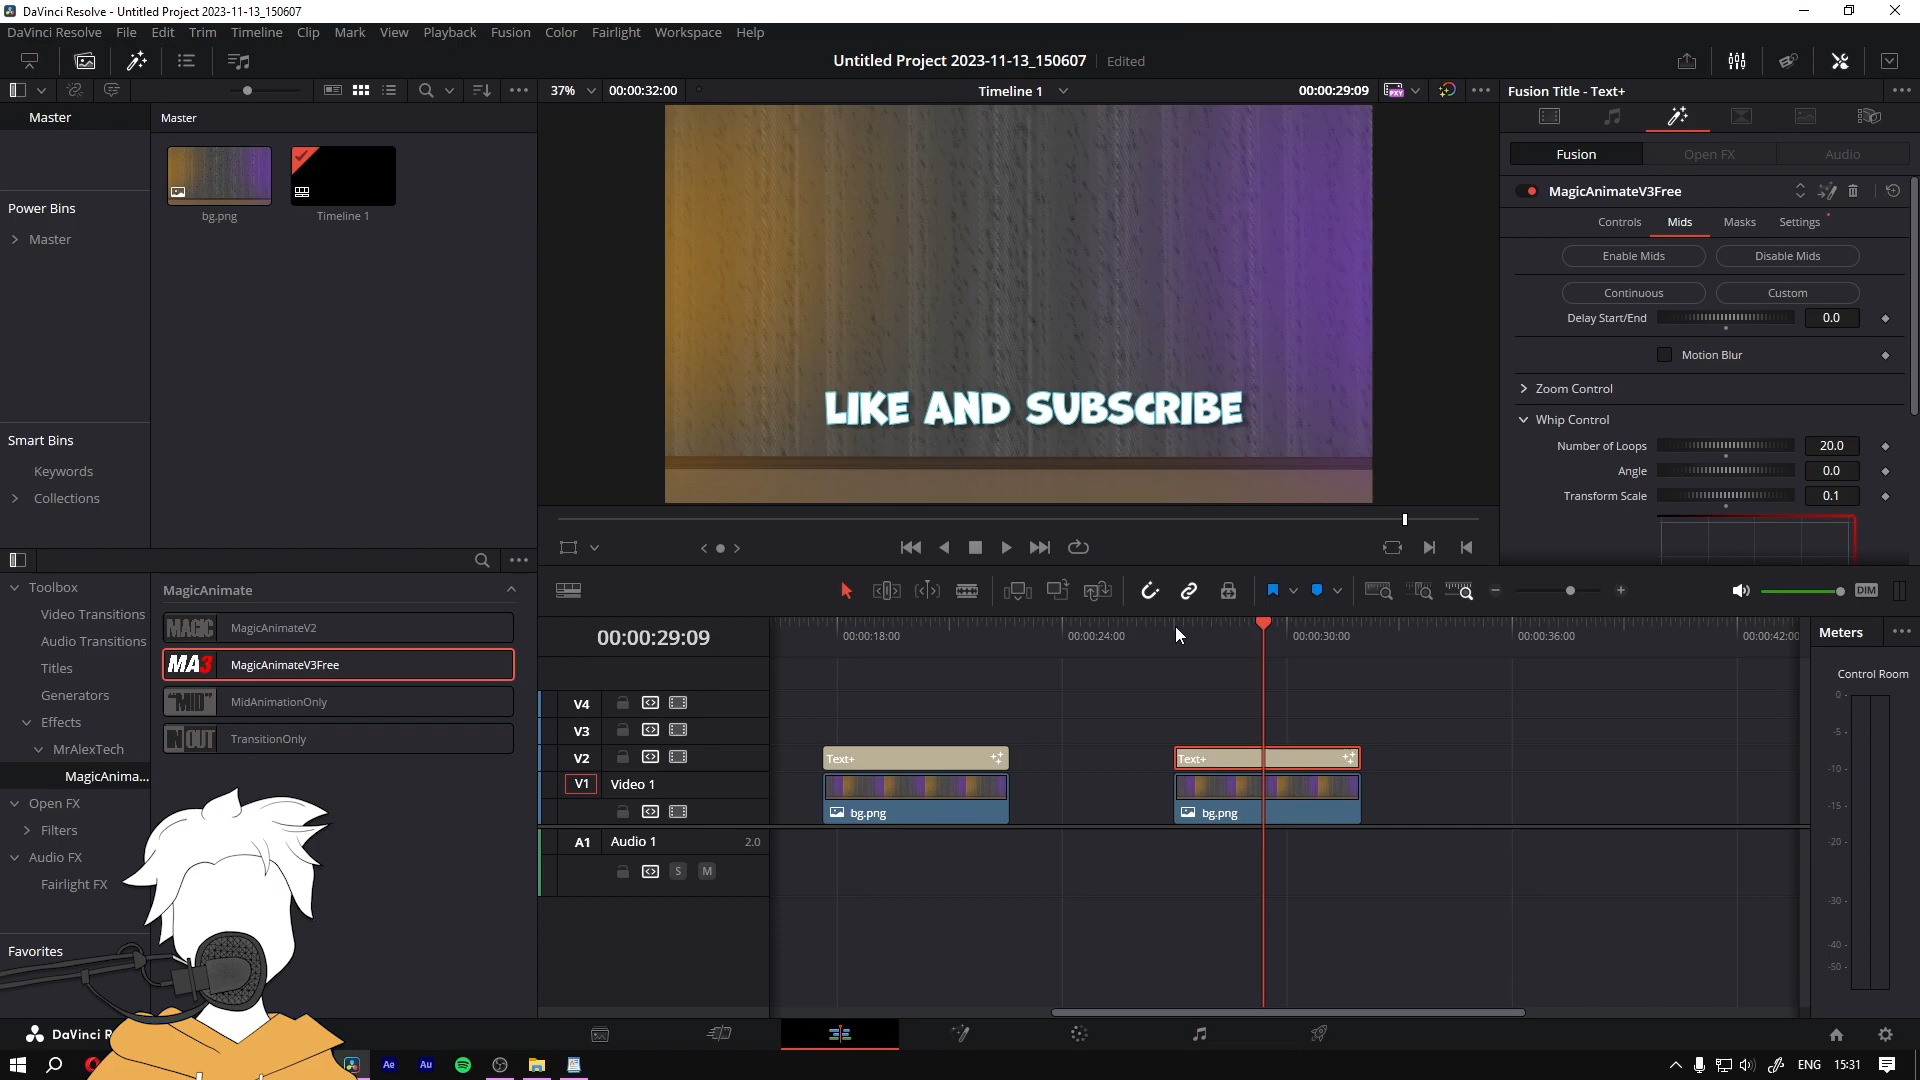 DaVinci Resolve - Untitled Project 2023-11-13_150607
DaVinci Resolve File Edit Trim Timeline Clip Mark View Playback Fusion Color Fairlight Workspace Help
Untitled Project 2023-11-13_150607 Edited
37% 00:00:32:00 Timeline 1 00:00:29:09 PXY Fusion Title - Text+
Master
Master
bg.png
Timeline 1
Power Bins
Master
Smart Bins
Keywords
Collections
LIKE AND SUBSCRIBE
Fusion Open FX Audio
MagicAnimateV3Free
Controls Mids Masks Settings
Enable Mids Disable Mids
Continuous Custom
Delay Start/End 0.0
Motion Blur
Zoom Control
Whip Control
Number of Loops 20.0
Angle 0.0
Transform Scale 0.1
Toolbox
Video Transitions
Audio Transitions
Titles
Generators
Effects
MrAlexTech
MagicAnima...
Open FX
Filters
Audio FX
Fairlight FX
Favorites
MagicAnimate
MAGIC MagicAnimateV2
MA3 MagicAnimateV3Free
"MID" MidAnimationOnly
IN OUT TransitionOnly
DIM
00:00:29:09
00:00:18:00 00:00:24:00 00:00:30:00 00:00:36:00 00:00:42:00
V4
V3
V2
V1 Video 1
A1 Audio 1 2.0
S M
Text+ Text+
bg.png bg.png
Meters
Control Room
0 -
-5 -
-10 -
-15 -
-20 -
-30 -
-40 -
-50 -
DaVinci R
Ae Au ENG 15:31